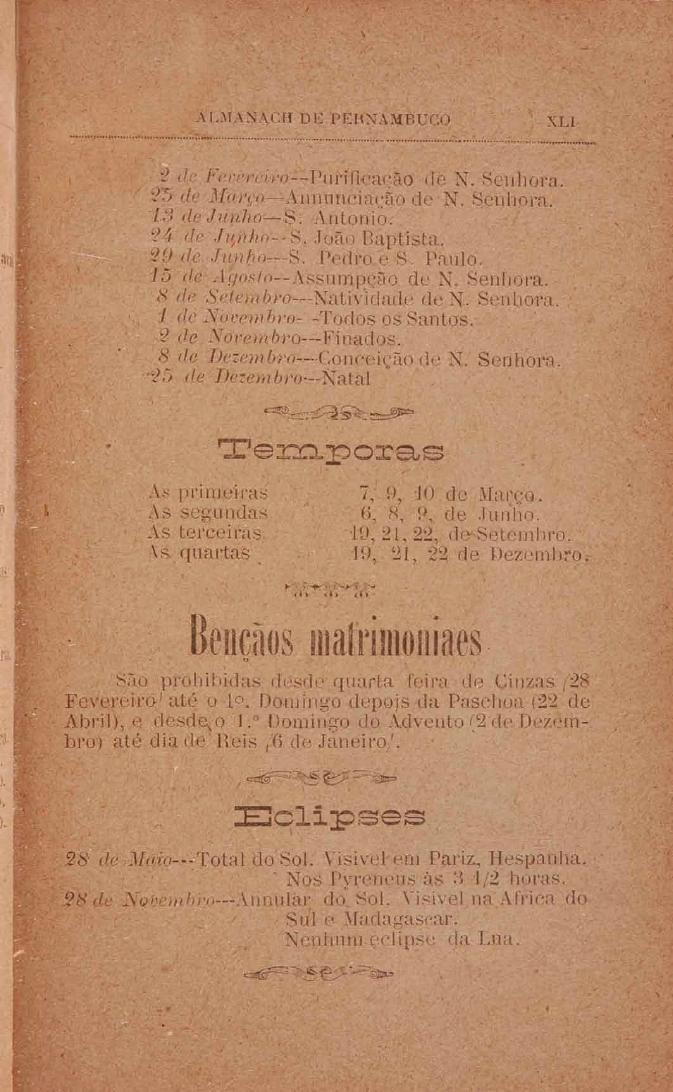 ALMANACH DE PERNAMBUCO XLI
2 de Fevereiro--Purificação de N. Senhora.
25 de Março--Annunciação de N. Senhora.
13 de Junho--S. Antonio.
24 de Junho--S. João Baptista.
29 de Junho--S. Pedro e S. Paulo.
15 de Agosto--Assumpção de N. Senhora.
8 de Setembro--Natividade de N. Senhora.
1 de Novembro--Todos os Santos.
2 de Novembro--Finados.
8 de Dezembro--Conceição de N. Senhora.
25 de Dezembro--Natal
Temporas
As primeiras 7, 9, 10 de Março.
As segundas 6, 8, 9, de Junho.
As terceiras 19, 21, 22, de Setembro.
As quartas 19, 21, 22 de Dezembro.
Bençãos matrimoniaes
São prohibidas desde quarta feira de Cinzas (28
Fevereiro) até o 1º. Domingo depois da Paschoa (22 de
Abril), e desde o 1.º Domingo do Advento (2 de Dezem-
bro) até dia de Reis (6 de Janeiro).
Eclipses
28 de Maio--Total do Sol. Visivel em Pariz, Hespanha.
Nos Pyreneus às 3 1/2 horas.
28 de Novembro--Annular do Sol. Visivel na Africa do
Sul e Madagascar.
Nenhum eclipse da Lua.